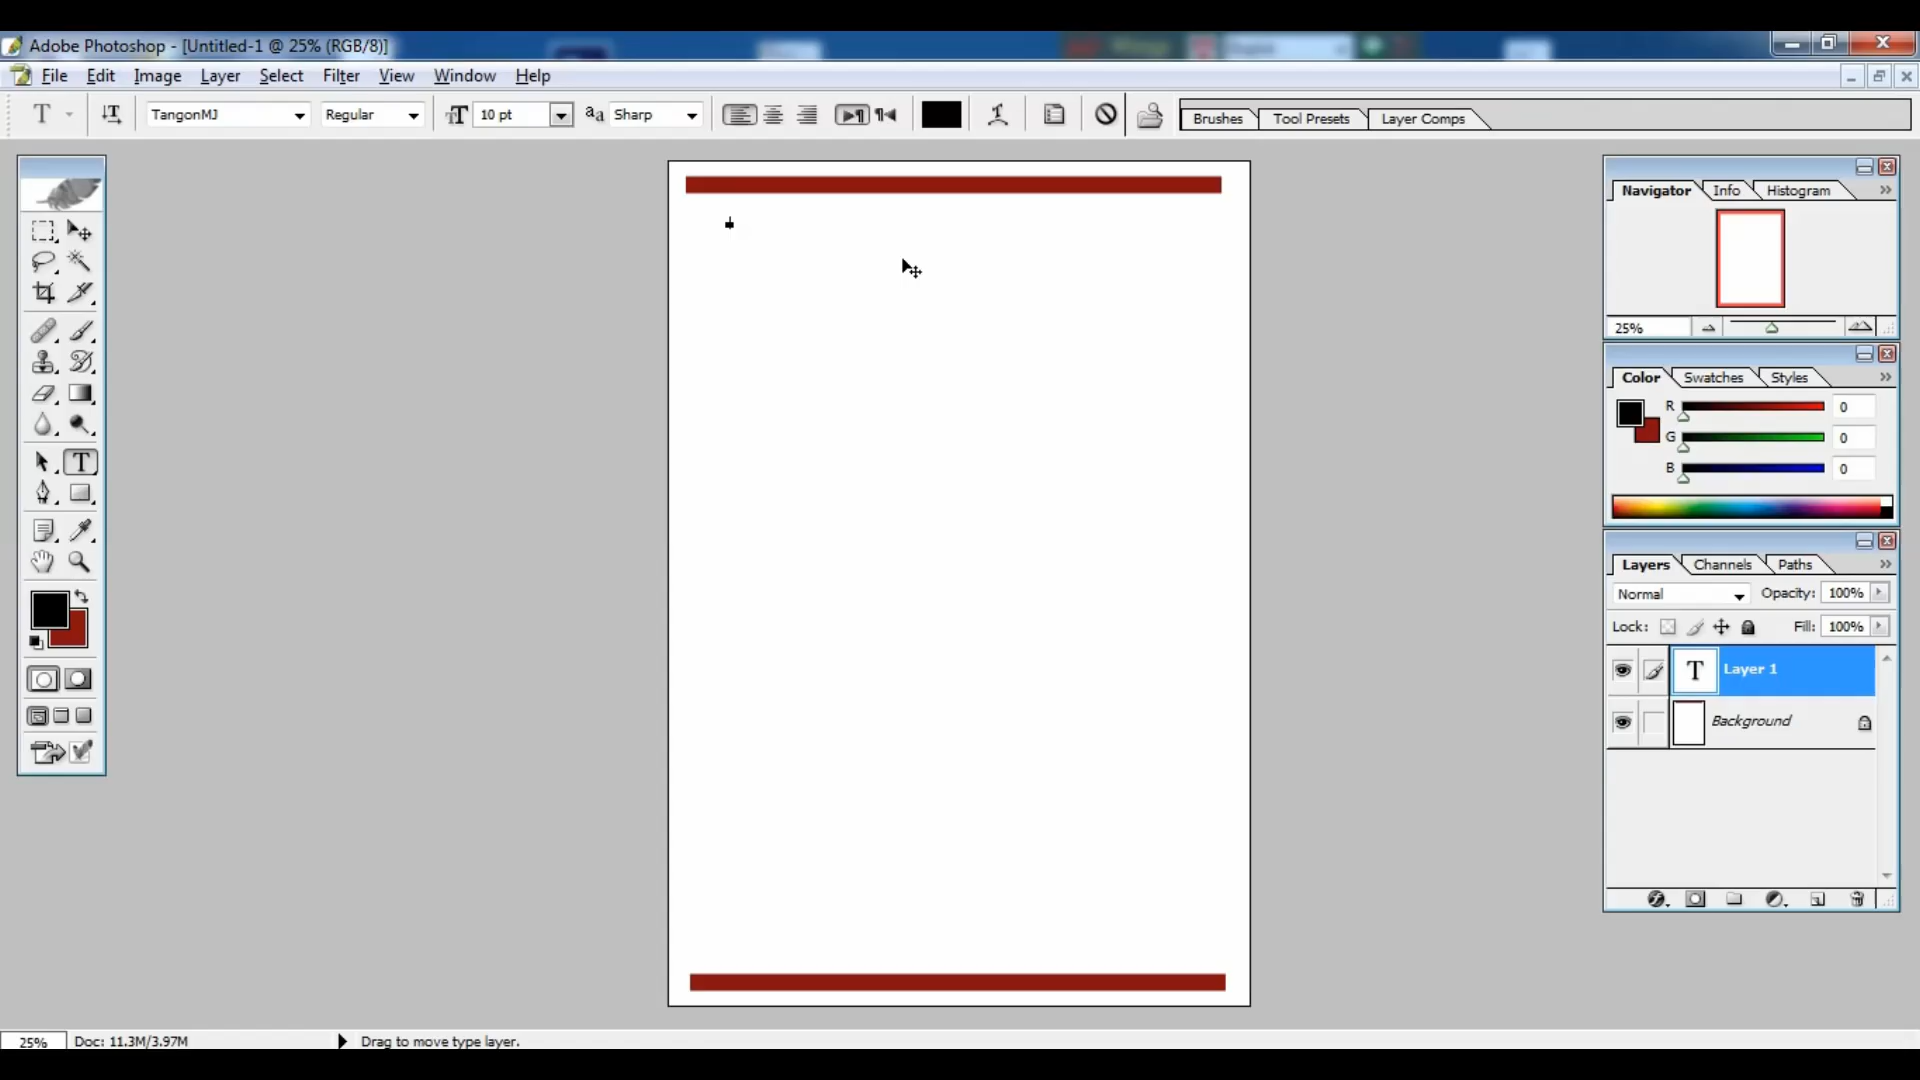 Adobe Photoshop - [Untitled-1 @ 25% (RGB/8)]
File Edit Image Layer Select Filter View Window Help
T TangonMJ Regular T 10 pt aa Sharp Brushes Tool Presets Layer Comps
Navigator Info Histogram
25%
Color Swatches Styles
R 0
G 0
B 0
Layers Channels Paths
Normal Opacity: 100%
Lock: Fill: 100%
T Layer 1
Background
25% Doc: 11.3M/3.97M Drag to move type layer.